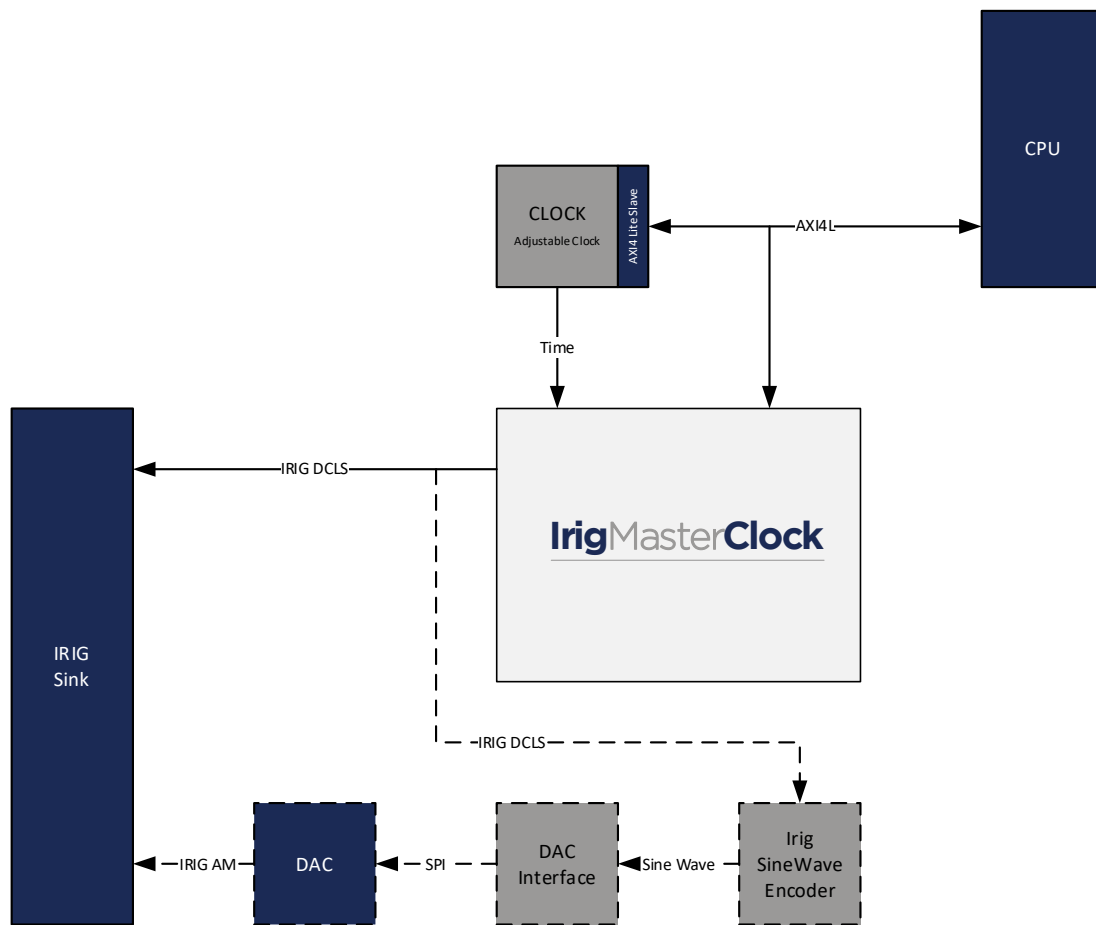 CPU
CLOCK
Adjustable Clock
AXI4 Lite Slave
AXI4L
Time
IRIG DCLS
IrigMasterClock
IRIG
Sink
IRIG DCLS
IRIG AM
DAC
SPI
DAC
Interface
Sine Wave
Irig
SineWave
Encoder